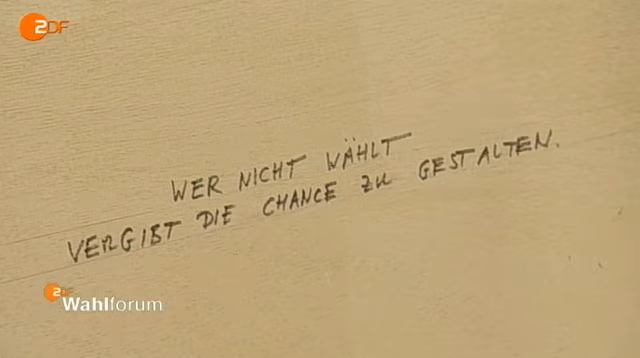 ZDF
WER NICHT WÄHLT
VERGIBT DIE CHANCE ZU GESTALTEN.
ZDF
Wahlforum